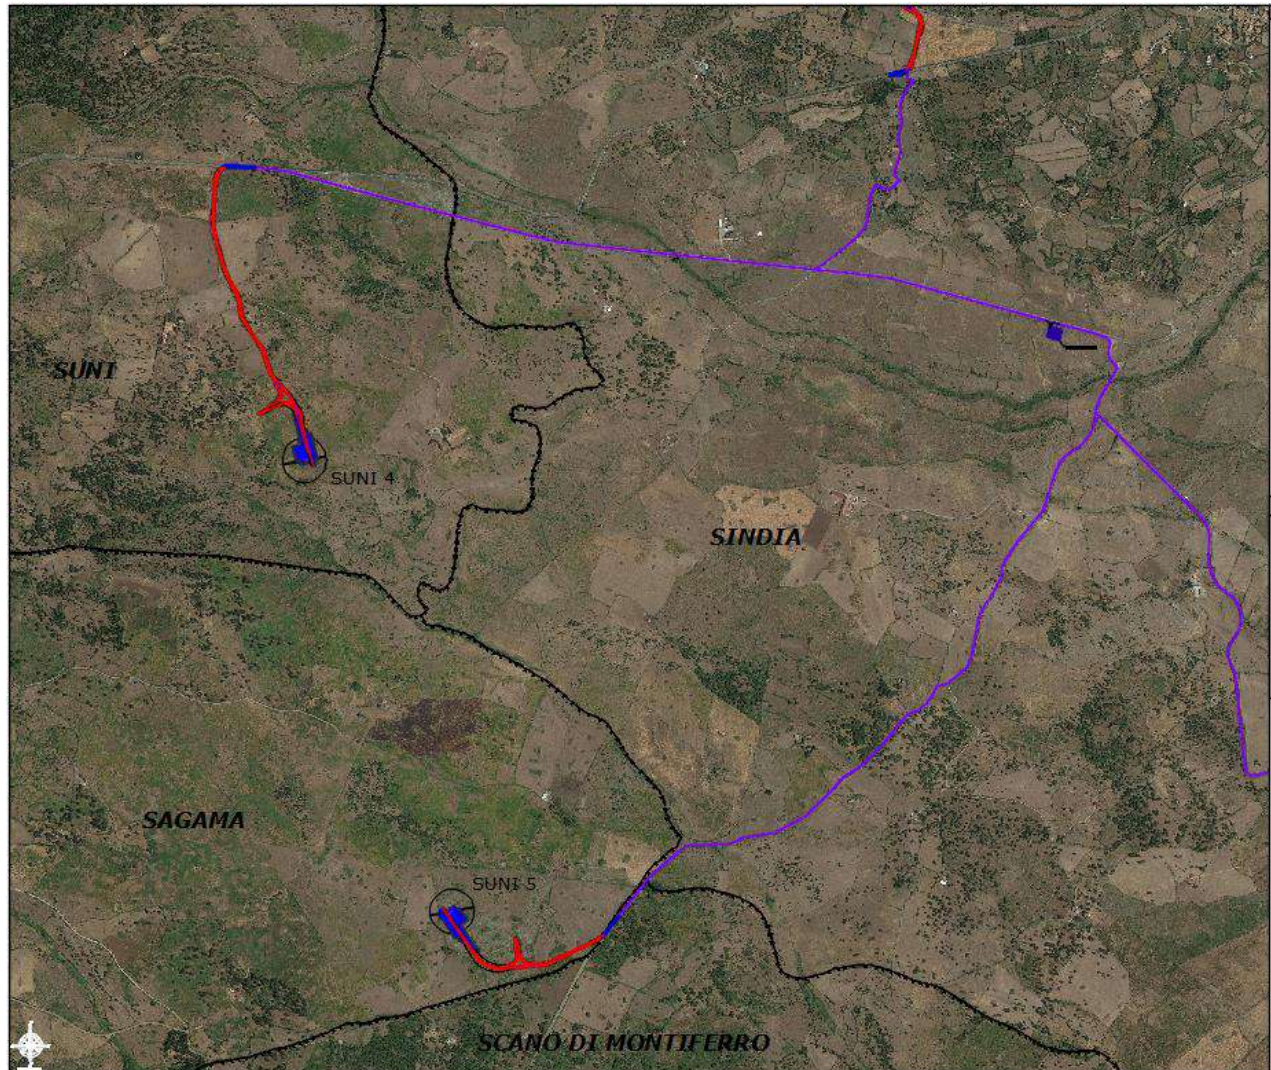 SUNI
SUNI 4
SINDIA
SAGAMA
SUNI 5
SCANO DI MONTIFERRO